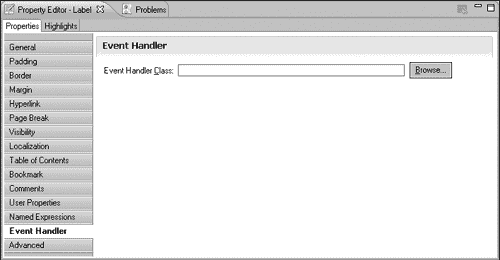 Property Editor - Label
Problems
Properties
Highlights
General
Padding
Border
Margin
Hyperlink
Page Break
Visibility
Localization
Table of Contents
Bookmark
Comments
User Properties
Named Expressions
Event Handler
Advanced
Event Handler
Event Handler Class:
Browse...